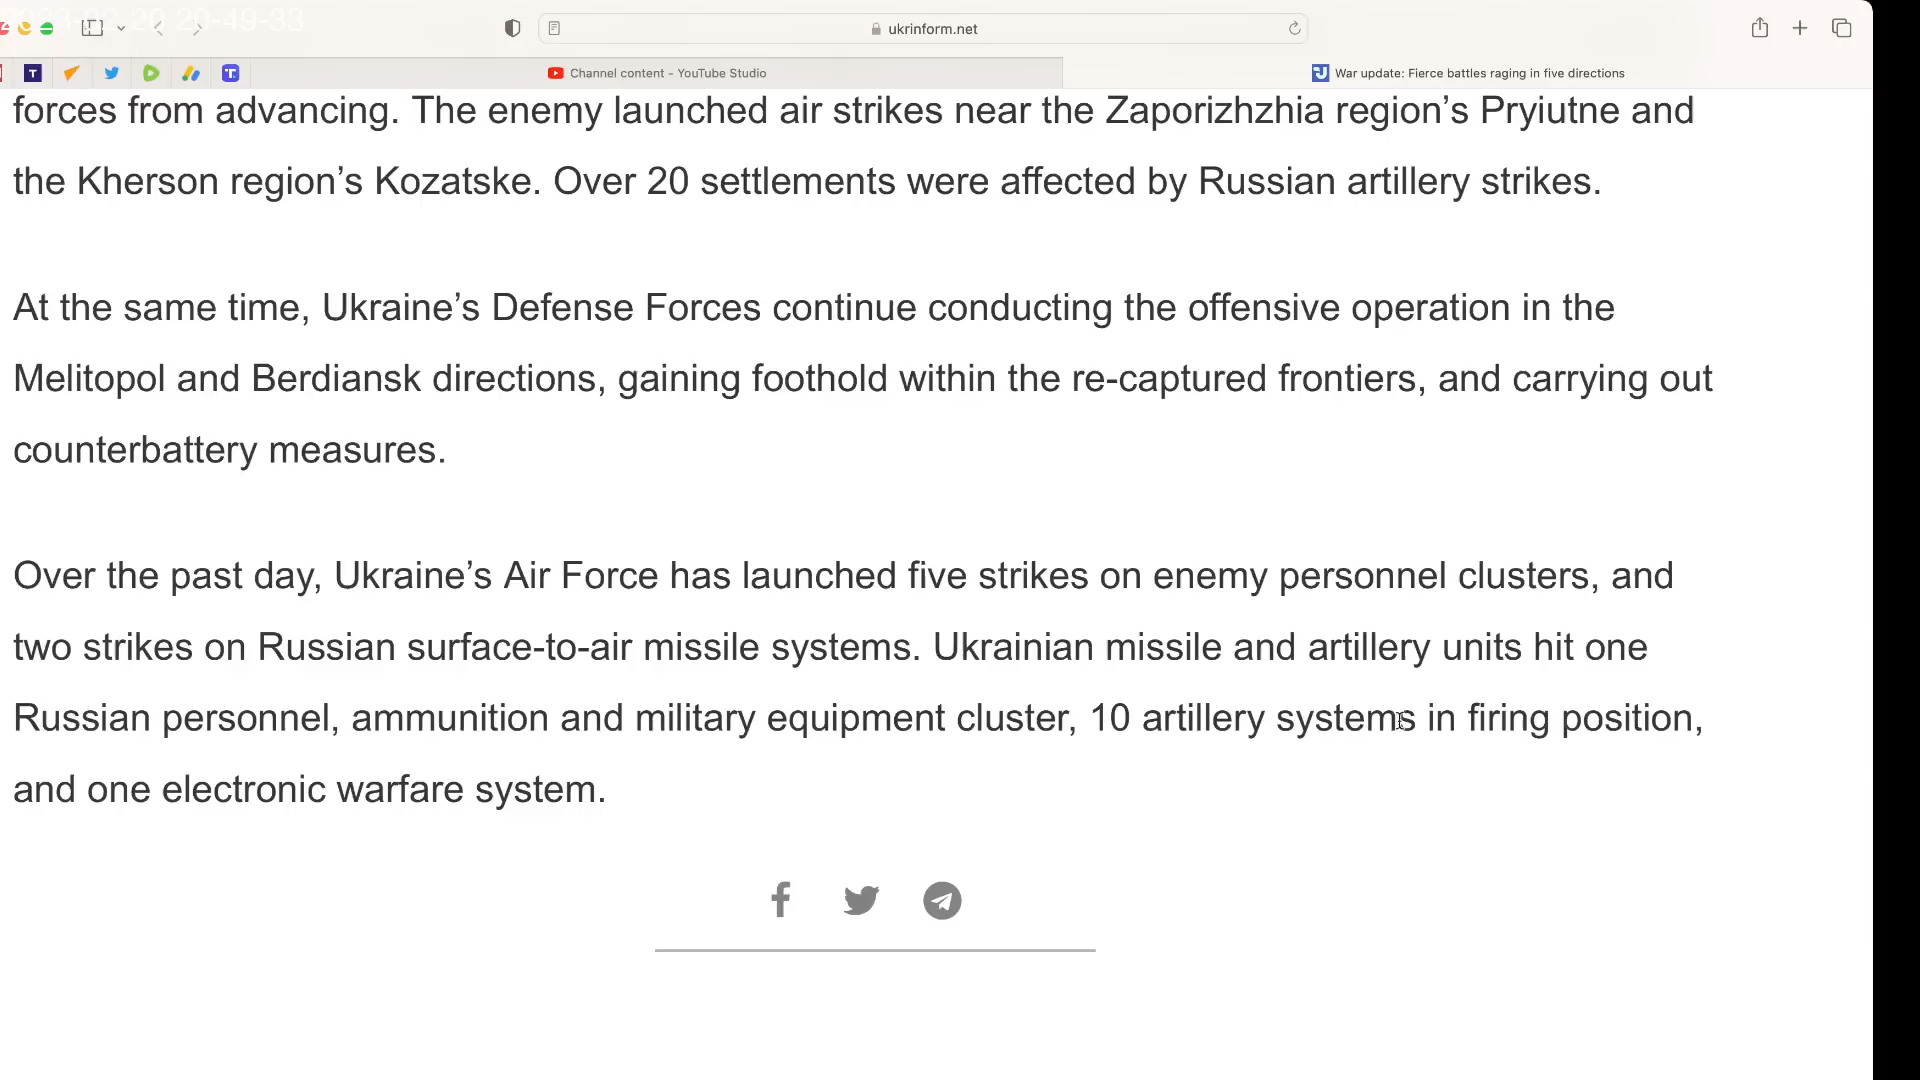 20-49-33
ukrinform.net
T
T
Channel content – YouTube Studio
War update: Fierce battles raging in five directions
forces from advancing. The enemy launched air strikes near the Zaporizhzhia region’s Pryiutne and
the Kherson region’s Kozatske. Over 20 settlements were affected by Russian artillery strikes.
At the same time, Ukraine’s Defense Forces continue conducting the offensive operation in the
Melitopol and Berdiansk directions, gaining foothold within the re-captured frontiers, and carrying out
counterbattery measures.
Over the past day, Ukraine’s Air Force has launched five strikes on enemy personnel clusters, and
two strikes on Russian surface-to-air missile systems. Ukrainian missile and artillery units hit one
Russian personnel, ammunition and military equipment cluster, 10 artillery systems in firing position,
and one electronic warfare system.